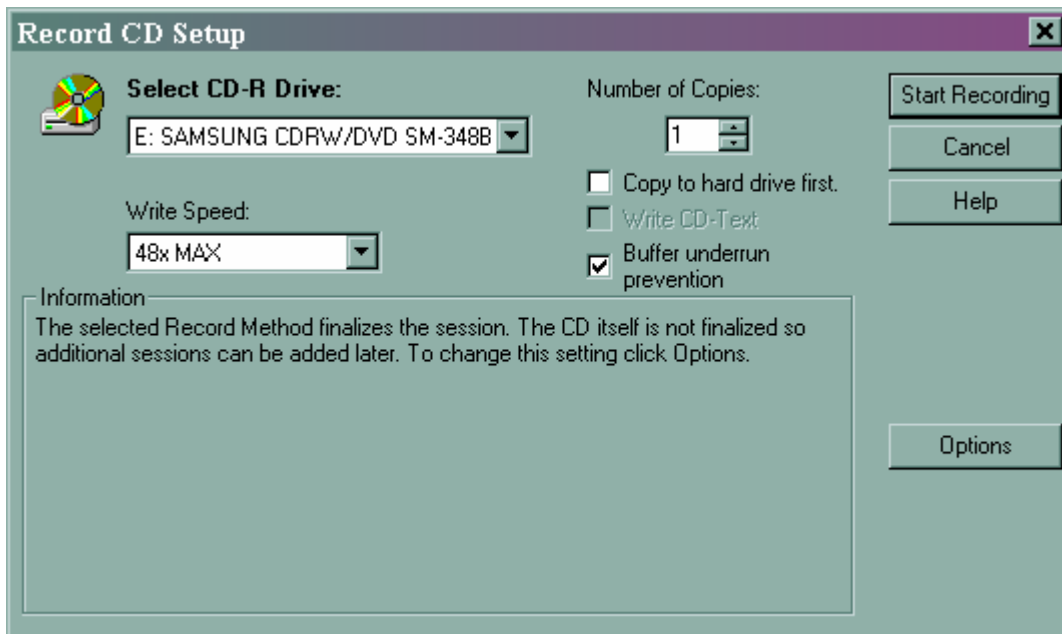 Record CD Setup
Select CD-R Drive:
E: SAMSUNG CDRW/DVD SM-348B
Write Speed:
48x MAX
Number of Copies:
1
Copy to hard drive first.
Write CD-Text
Buffer underrun
prevention
Start Recording
Cancel
Help
Information
The selected Record Method finalizes the session. The CD itself is not finalized so
additional sessions can be added later. To change this setting click Options.
Options